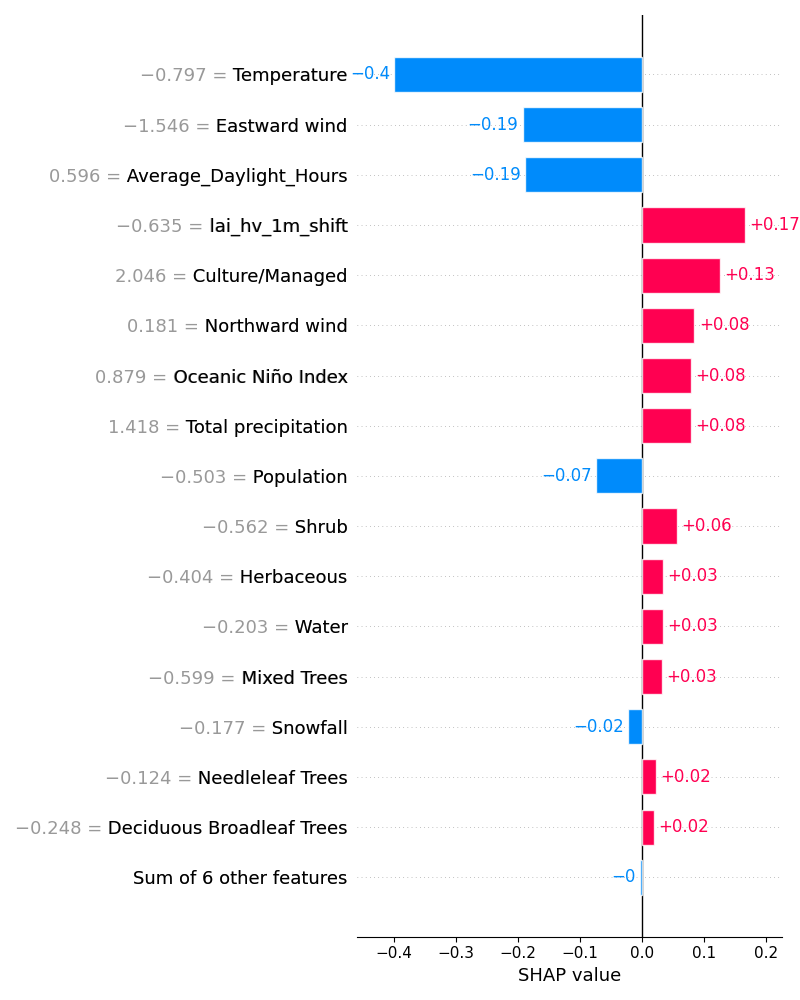 −0.797 = Temperature −0.4
−1.546 = Eastward wind −0.19
0.596 = Average_Daylight_Hours −0.19
−0.635 = lai_hv_1m_shift +0.17
2.046 = Culture/Managed +0.13
0.181 = Northward wind +0.08
0.879 = Oceanic Niño Index +0.08
1.418 = Total precipitation +0.08
−0.503 = Population −0.07
−0.562 = Shrub +0.06
−0.404 = Herbaceous +0.03
−0.203 = Water +0.03
−0.599 = Mixed Trees +0.03
−0.177 = Snowfall −0.02
−0.124 = Needleleaf Trees +0.02
−0.248 = Deciduous Broadleaf Trees +0.02
Sum of 6 other features −0
−0.4 −0.3 −0.2 −0.1 0.0 0.1 0.2
SHAP value